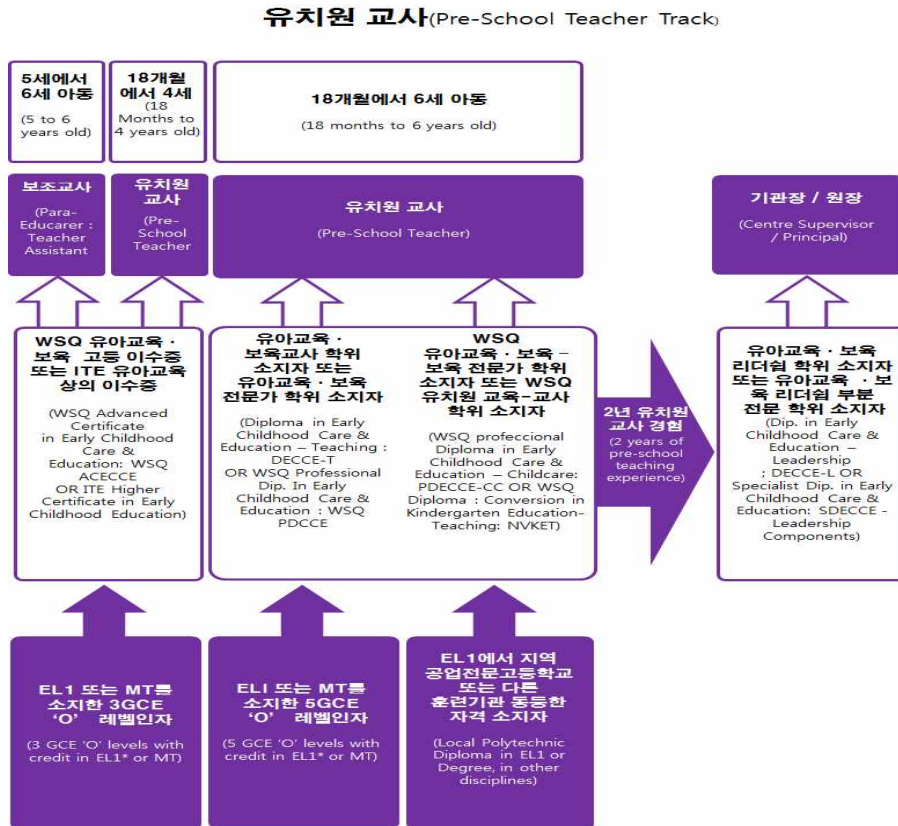 유치원 교사(Pre-School Teacher Track)
5세에서
6세 아동
(5 to 6
years old)
18개월
에서 4세
(18
Months to
4 years old)
18개월에서 6세 아동
(18 months to 6 years old)
보조교사
(Para-
Educarer :
Teacher
Assistant
유치원
교사
(Pre-
School
Teacher
유치원 교사
(Pre-School Teacher)
기관장 / 원장
(Centre Supervisor
/ Principal)
WSQ 유아교육 ·
보육 고등 이수증
또는 ITE 유아교육
상의 이수증
(WSQ Advanced
Certificate
in Early Childhood
Care &
Education: WSQ
ACECCE
OR ITE Higher
Certificate in Early
Childhood Education)
유아교육 ·
보육교사 학위
소지자 또는
유아교육 · 보육
전문가 학위 소지자
(Diploma in Early
Childhood Care &
Education – Teaching :
DECCE-T
OR WSQ Professional
Dip. In Early
Childhood Care &
Education : WSQ
PDCCE
WSQ
유아교육 · 보육 –
보육 전문가 학위
소지자 또는 WSQ
유치원 교육-교사
학위 소지자
(WSQ proffeccional
Diploma in Early
Childhood Care &
Education – Childcare:
PDECCE-CC OR WSQ
Diploma : Conversion in
Kindergarten Education-
Teaching: NVKET)
2년 유치원
교사 경험
(2 years of
pre-school
teaching
experience)
유아교육 · 보육
리더쉽 학위 소지자
또는 유아교육 · 보
육 리더쉽 부분
전문 학위 소지자
(Dip. in Early
Childhood Care &
Education –
Leadership
; DECCE-L OR
Specialist Dip. in Early
Childhood Care &
Education: SDECCE -
Leadership
Components)
EL1 또는 MT를
소지한 3GCE
‘O’ 레벨인자
(3 GCE ‘O’ levels with
credit in EL1* or MT)
ELI 또는 MT를
소지한 5GCE
‘O’ 레벨인자
(5 GCE ‘O’ levels with
credit in EL1* or MT)
EL1에서 지역
공업전문고등학교
또는 다른
훈련기관 동등한
자격 소지자
(Local Polytechnic
Diploma in EL1 or
Degree, in other
disciplines)